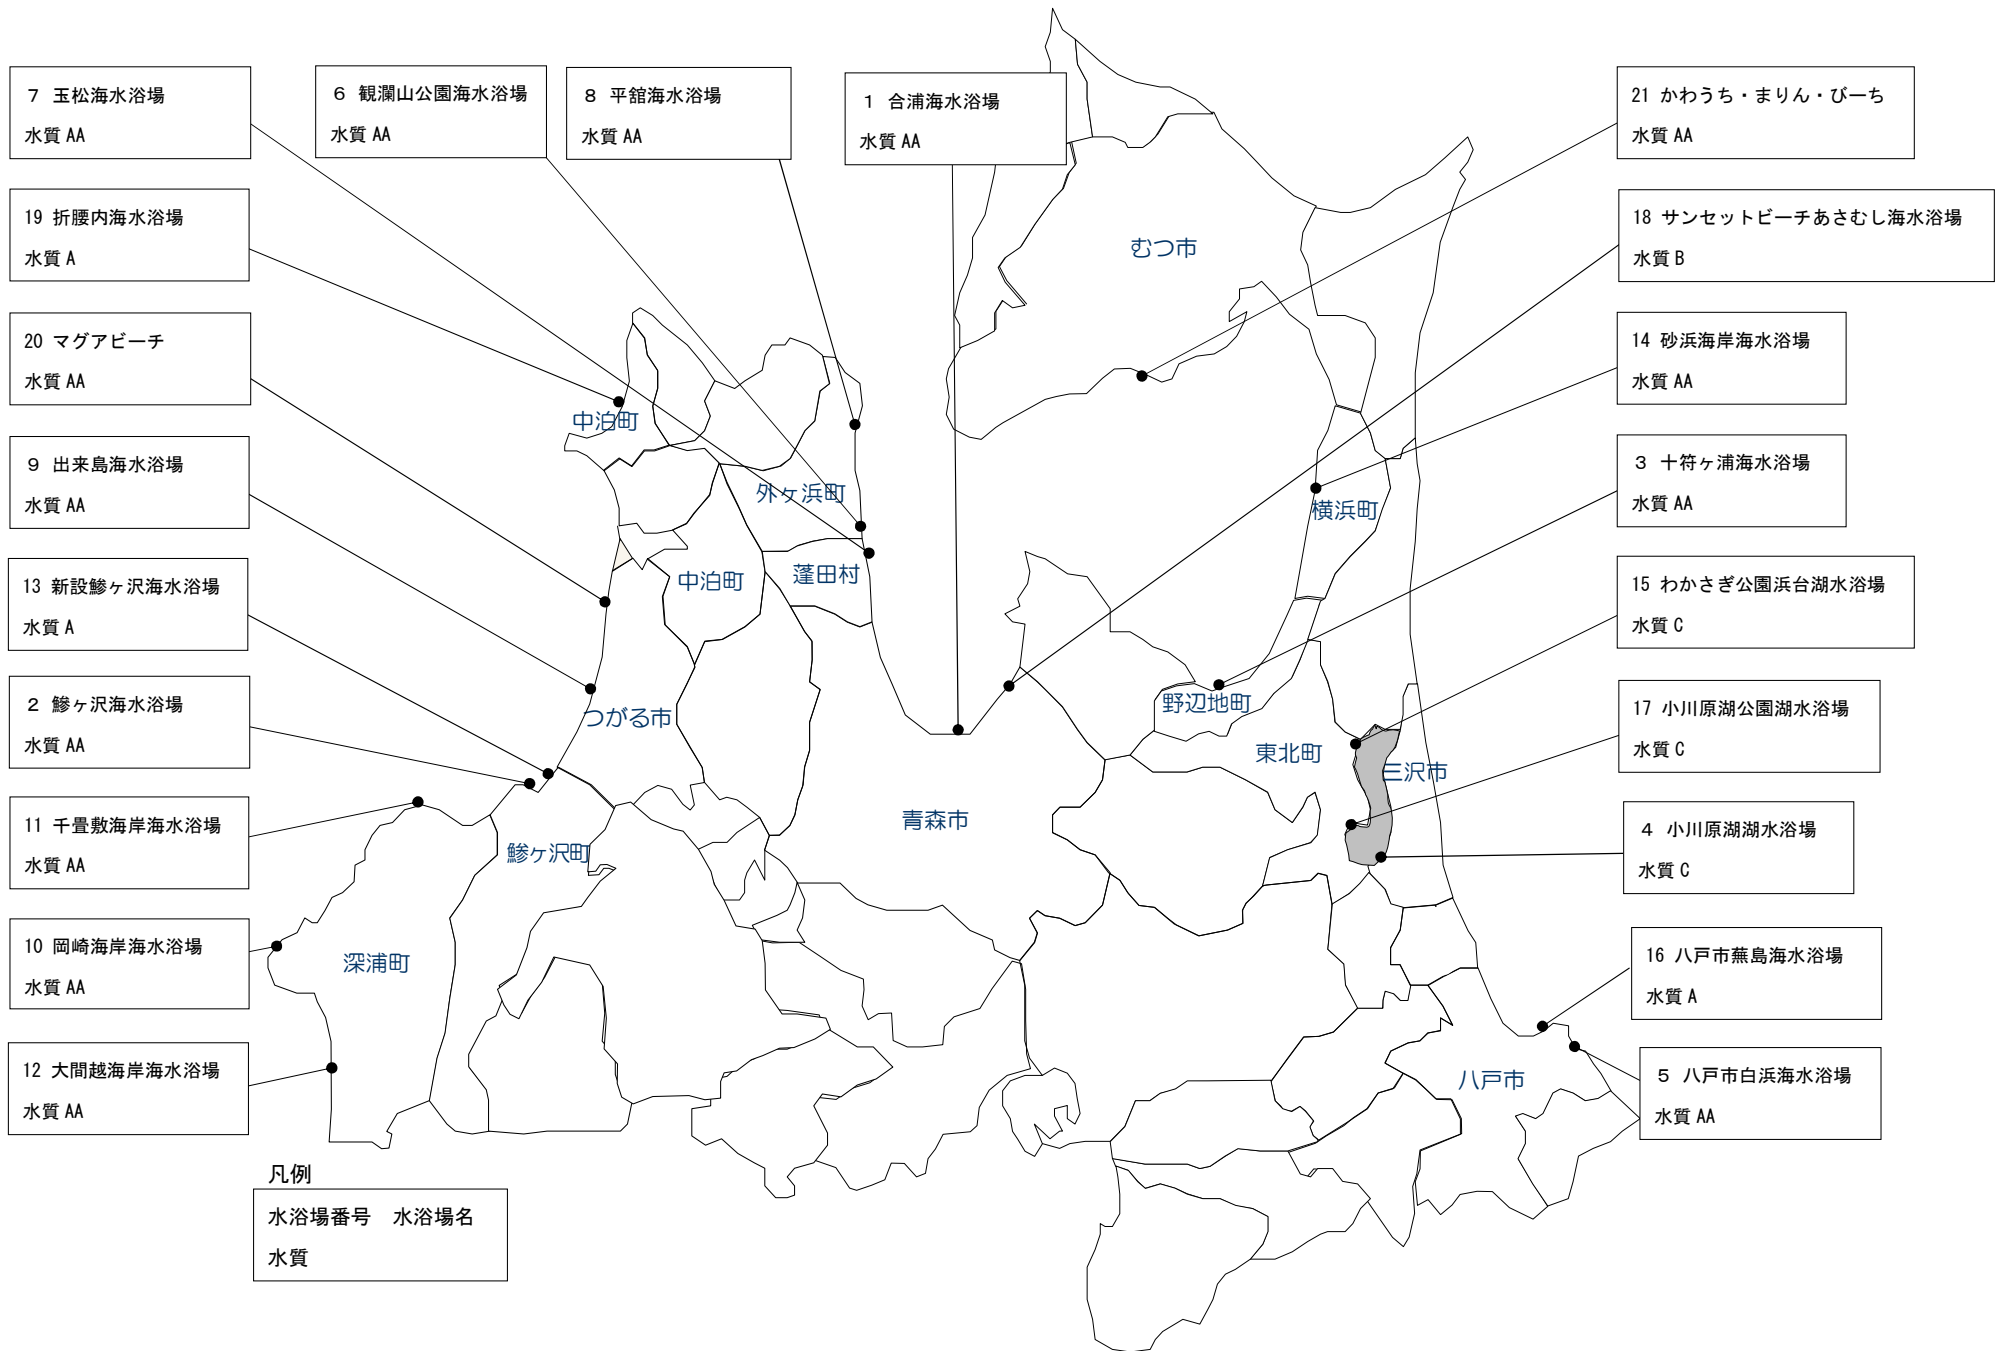 7 玉松海水浴場
水質 AA
6 観瀾山公園海水浴場
水質 AA
8 平舘海水浴場
水質 AA
1 合浦海水浴場
水質 AA
21 かわうち・まりん・びーち
水質 AA
19 折腰内海水浴場
水質 A
18 サンセットビーチあさむし海水浴場
水質 B
20 マグアビーチ
水質 AA
14 砂浜海岸海水浴場
水質 AA
9 出来島海水浴場
水質 AA
3 十符ヶ浦海水浴場
水質 AA
13 新設鰺ヶ沢海水浴場
水質 A
15 わかさぎ公園浜台湖水浴場
水質 C
2 鰺ヶ沢海水浴場
水質 AA
17 小川原湖公園湖水浴場
水質 C
11 千畳敷海岸海水浴場
水質 AA
4 小川原湖湖水浴場
水質 C
10 岡崎海岸海水浴場
水質 AA
16 八戸市蕪島海水浴場
水質 A
12 大間越海岸海水浴場
水質 AA
5 八戸市白浜海水浴場
水質 AA
むつ市
中泊町
外ヶ浜町
横浜町
中泊町
蓬田村
野辺地町
つがる市
東北町
三沢市
青森市
鰺ヶ沢町
深浦町
八戸市
凡例
水浴場番号 水浴場名
水質